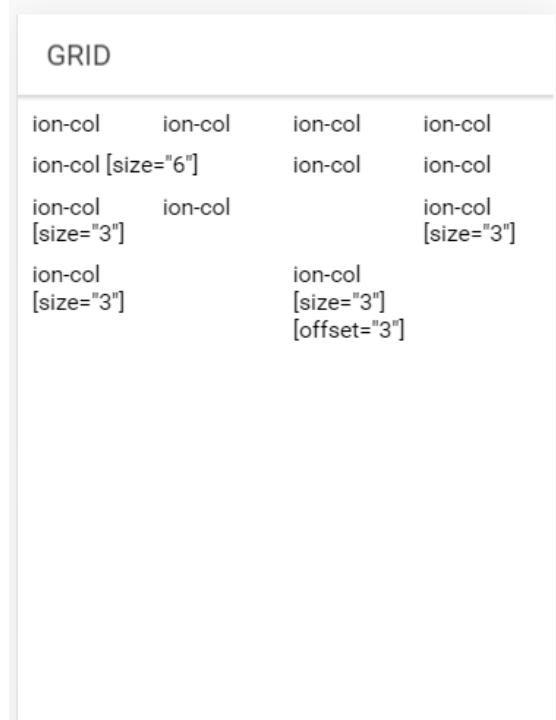 GRID
ion-col ion-col ion-col ion-col
ion-col [size="6"] ion-col ion-col
ion-col ion-col ion-col
[size="3"] [size="3"]
ion-col ion-col
[size="3"] [size="3"]
[offset="3"]